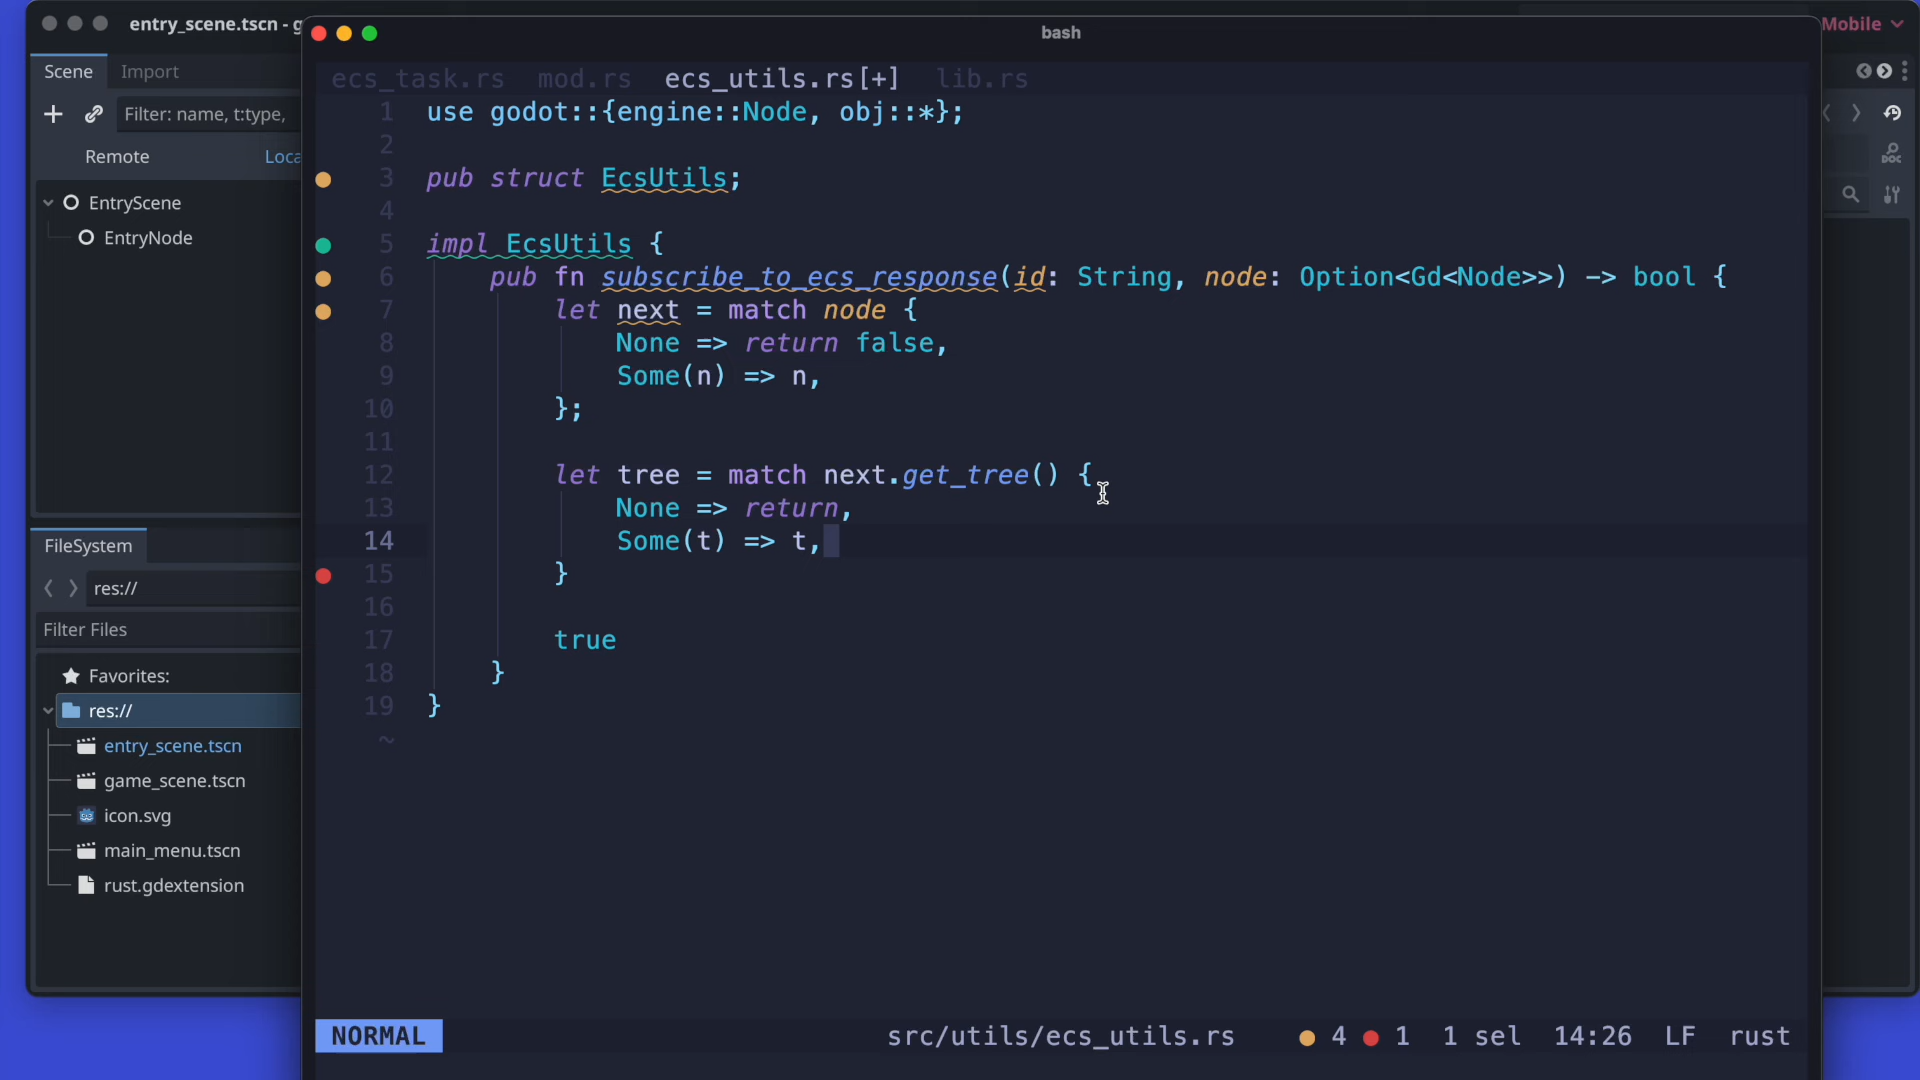 entry_scene.tscn - g
bash
Mobile
Scene Import
Filter: name, t:type,
Remote Loca
EntryScene
EntryNode
FileSystem
res://
Filter Files
Favorites:
res://
entry_scene.tscn
game_scene.tscn
icon.svg
main_menu.tscn
rust.gdextension
DOC
ecs_task.rs mod.rs ecs_utils.rs[+] lib.rs
1 use godot::{engine::Node, obj::*};
2
3 pub struct EcsUtils;
4
5 impl EcsUtils {
6 pub fn subscribe_to_ecs_response(id: String, node: Option<Gd<Node>>) -> bool {
7 let next = match node {
8 None => return false,
9 Some(n) => n,
10 };
11
12 let tree = match next.get_tree() {
13 None => return,
14 Some(t) => t,
15 }
16
17 true
18 }
19 }
~
NORMAL src/utils/ecs_utils.rs 4 1 1 sel 14:26 LF rust